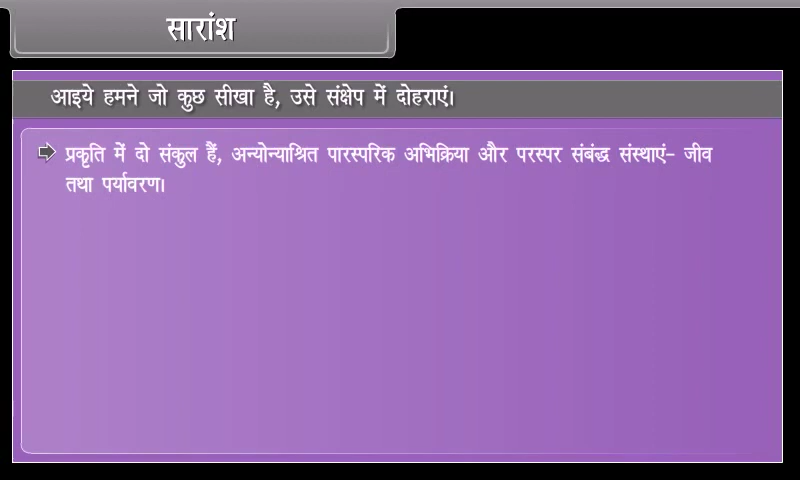 सारांश
आइये हमने जो कुछ सीखा है, उसे संक्षेप में दोहराएं।
प्रकृति में दो संकुल हैं, अन्योन्याश्रित पारस्परिक अभिक्रिया और परस्पर संबंद्ध संस्थाएं- जीव
तथा पर्यावरण।